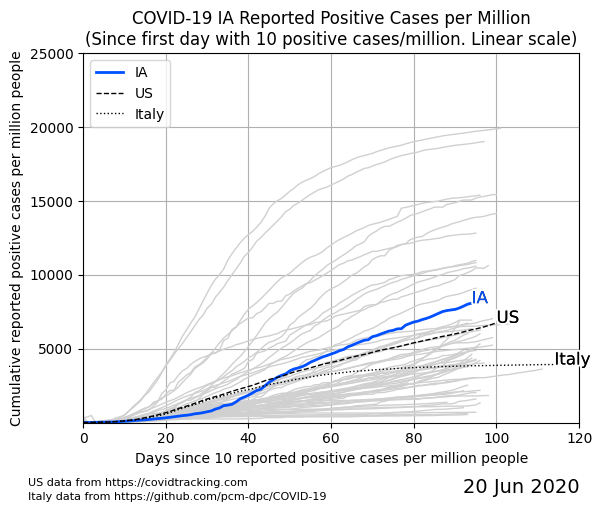 COVID-19 IA Reported Positive Cases per Million
(Since first day with 10 positive cases/million. Linear scale)
Cumulative reported positive cases per million people
25000
20000
15000
10000
5000
IA
US
Italy
IA
US
Italy
0 20 40 60 80 100 120
Days since 10 reported positive cases per million people
US data from https://covidtracking.com
Italy data from https://github.com/pcm-dpc/COVID-19
20 Jun 2020